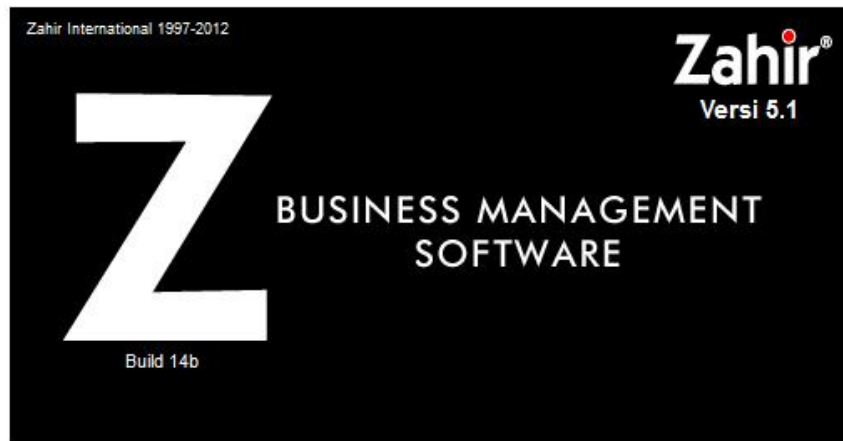 Zahir International 1997-2012
Zahir®
Versi 5.1
Z
BUSINESS MANAGEMENT
SOFTWARE
Build 14b